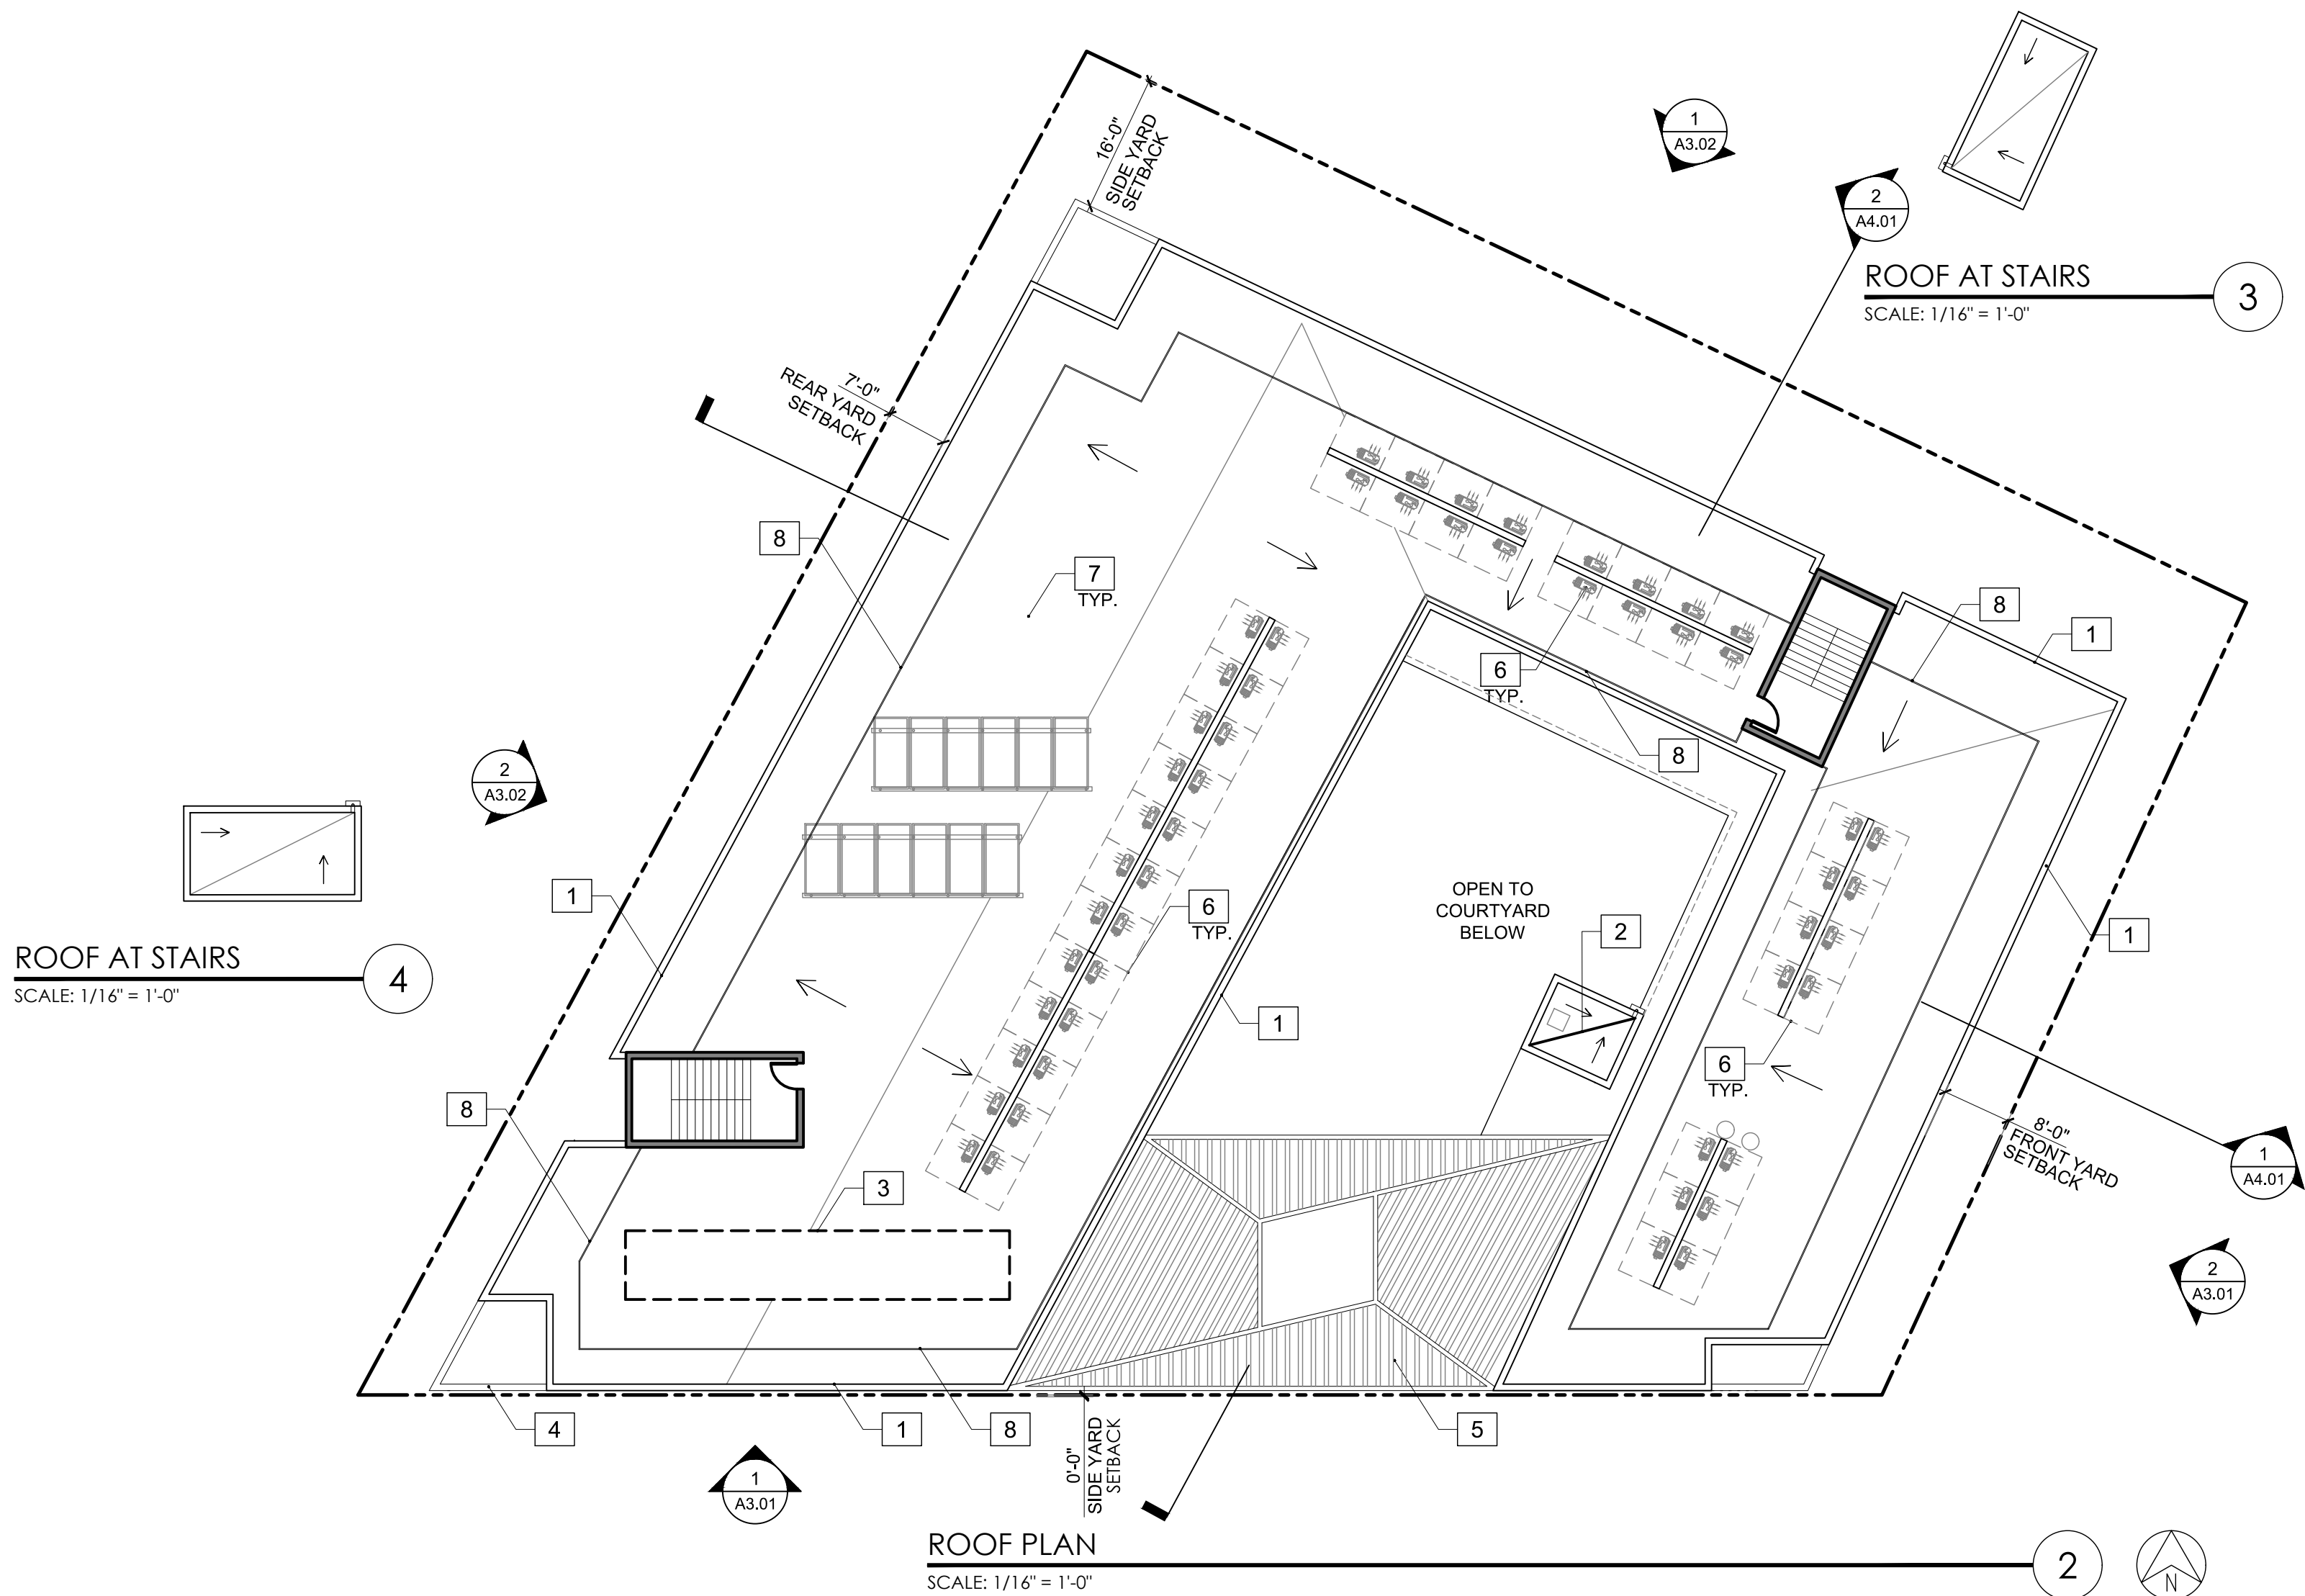 16'-0"
SIDE YARD
SETBACK
1
A3.02
2
A4.01
ROOF AT STAIRS
3
SCALE: 1/16" = 1'-0"
7'-0"
REAR YARD
SETBACK
8
7
TYP.
8
1
6
TYP.
8
2
A3.02
1
6
TYP.
OPEN TO
COURTYARD
BELOW
2
1
ROOF AT STAIRS
4
SCALE: 1/16" = 1'-0"
1
6
TYP.
8
8'-0"
FRONT YARD
SETBACK
1
A4.01
3
2
A3.01
4
1
8
5
0'-0"
SIDE YARD
SETBACK
1
A3.01
ROOF PLAN
2
N
SCALE: 1/16" = 1'-0"